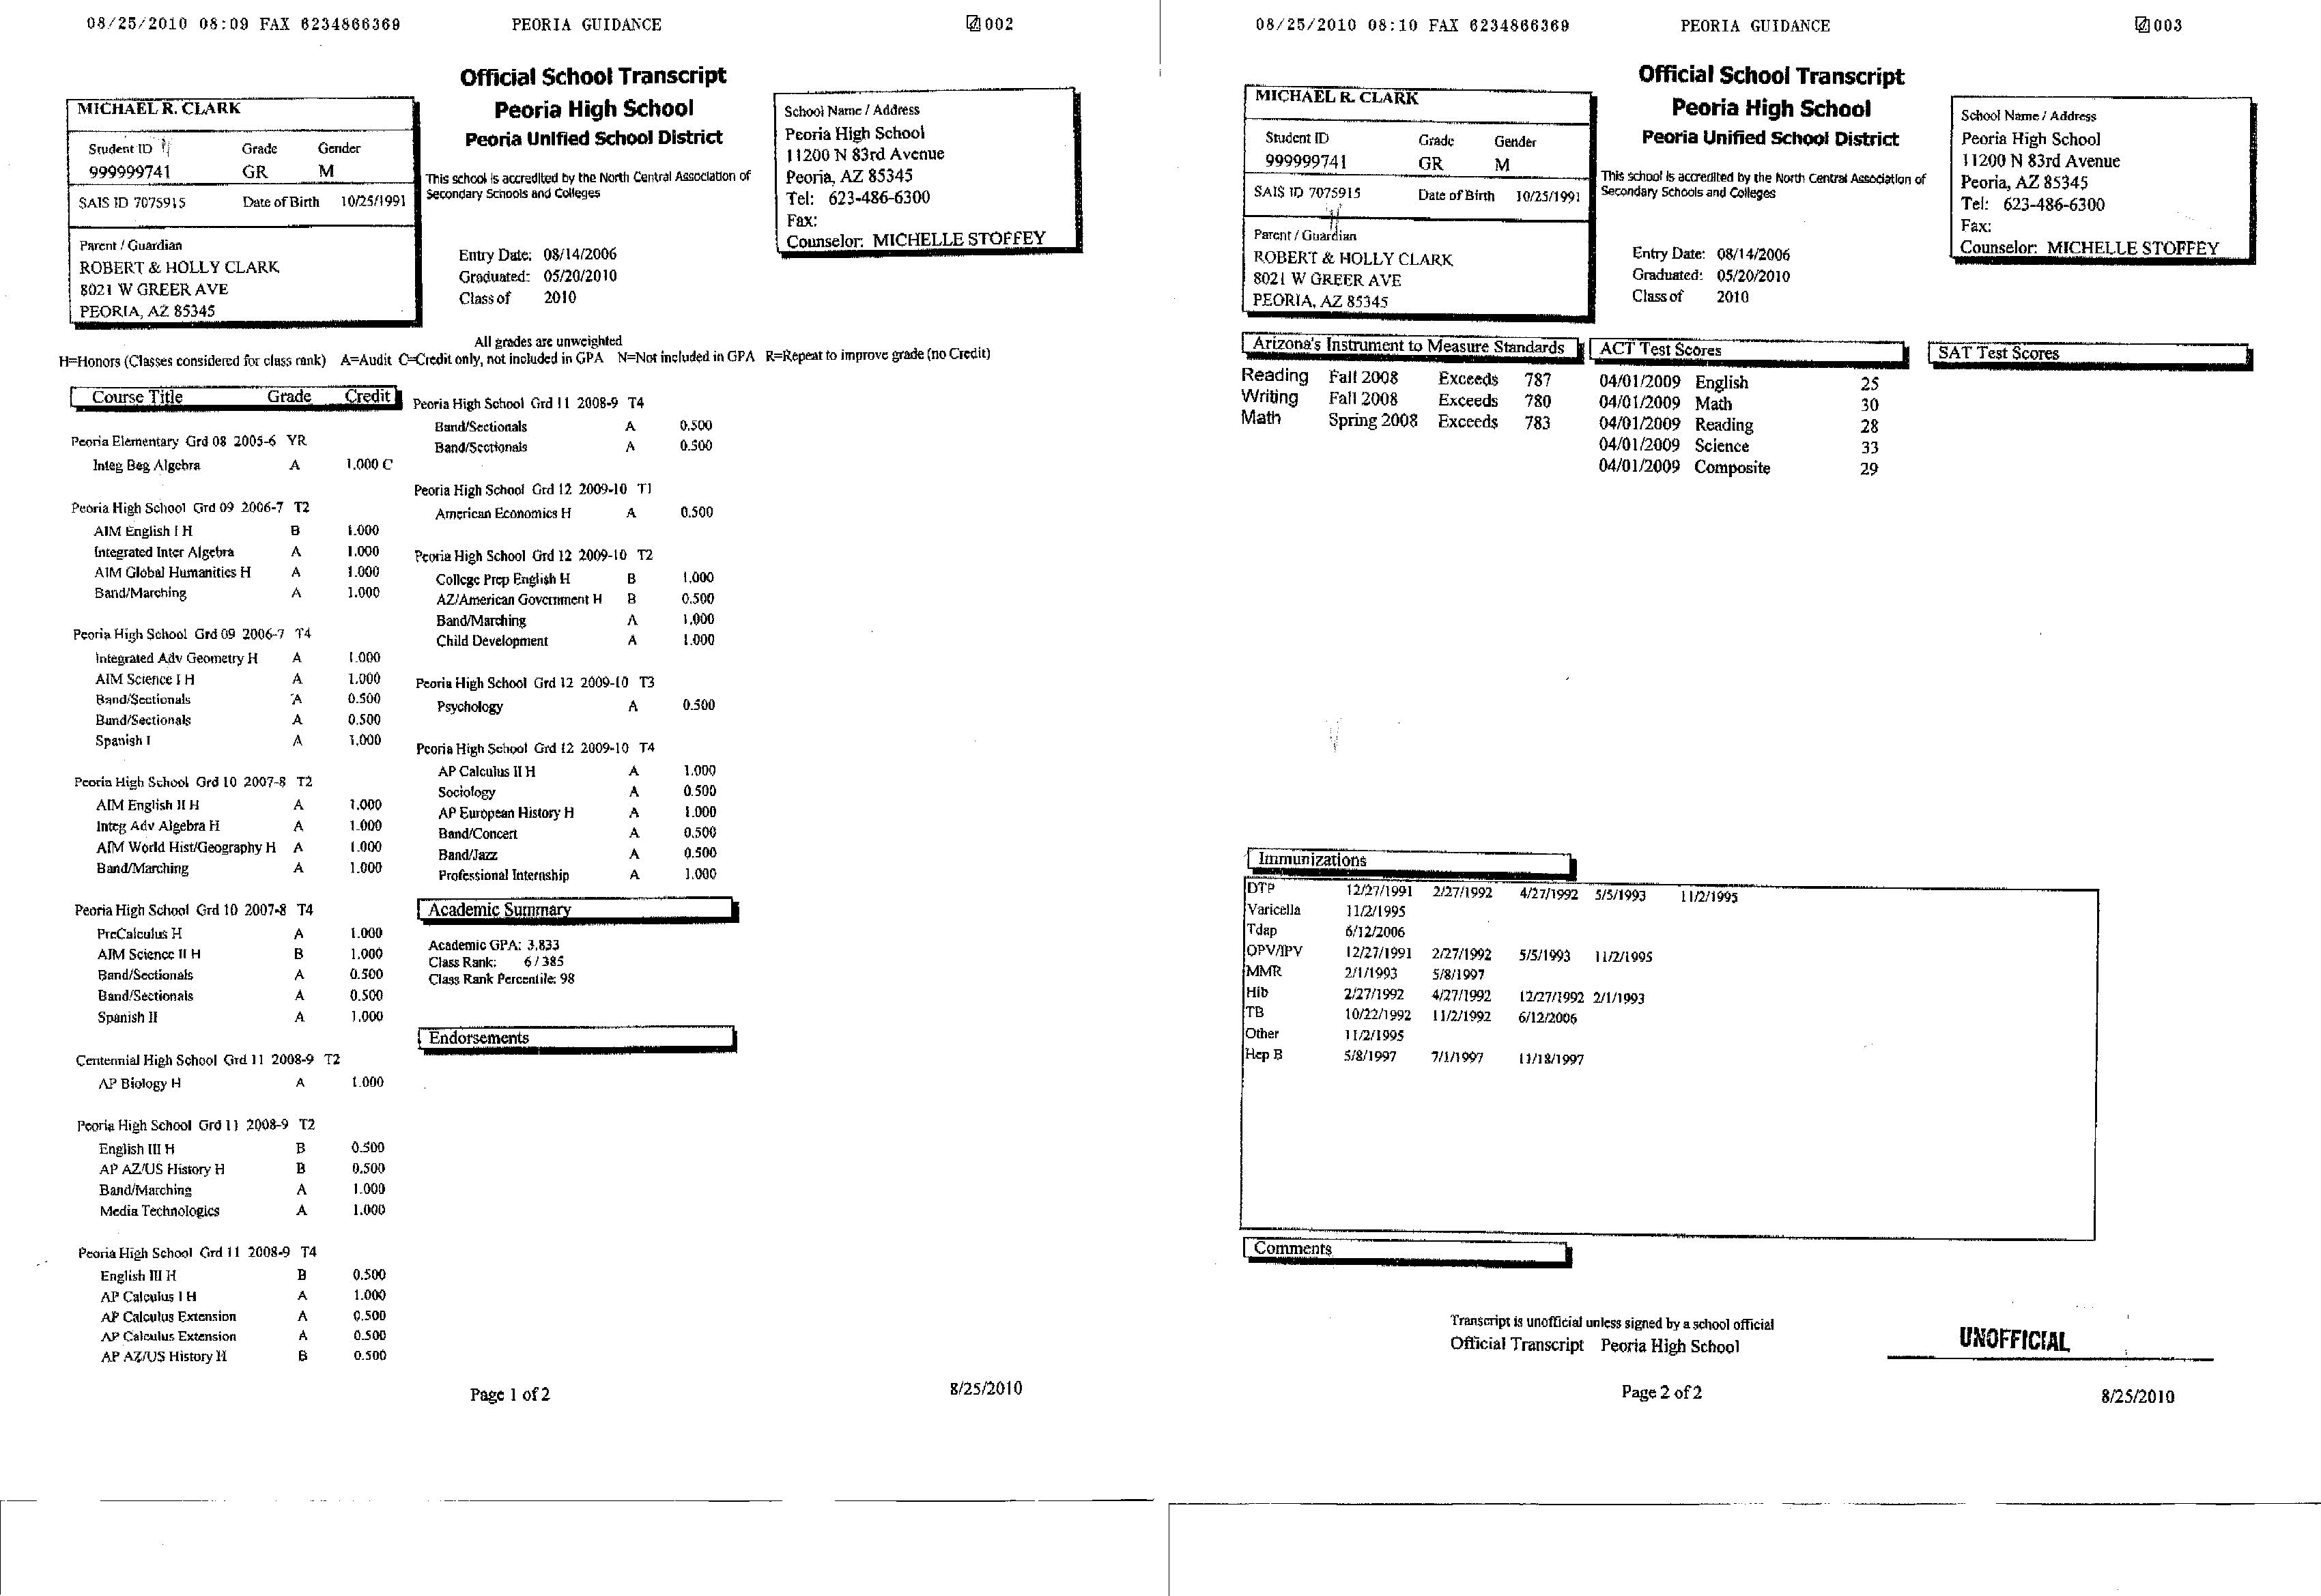 08/25/2010 08:09 FAX 6234866369 PEORIA GUIDANCE 002
Official School Transcript
Peoria High School
Peoria Unified School District
MICHAEL R. CLARK
Student ID Grade Gender
999999741 GR M
SAIS ID 7075915 Date of Birth 10/25/1991
Parent / Guardian
ROBERT & HOLLY CLARK
8021 W GREER AVE
PEORIA, AZ 85345
This school is accredited by the North Central Association of
Secondary Schools and Colleges
Entry Date: 08/14/2006
Graduated: 05/20/2010
Class of 2010
School Name / Address
Peoria High School
11200 N 83rd Avenue
Peoria, AZ 85345
Tel: 623-486-6300
Fax:
Counselor: MICHELLE STOFFEY
All grades are unweighted
H=Honors (Classes considered for class rank) A=Audit C=Credit only, not included in GPA N=Not included in GPA R=Repeat to improve grade (no Credit)
Course Title Grade Credit
Peoria Elementary Grd 08 2005-6 YR
Integ Beg Algebra A 1.000 C
Peoria High School Grd 09 2006-7 T2
AIM English I H B 1.000
Integrated Inter Algebra A 1.000
AIM Global Humanities H A 1.000
Band/Marching A 1.000
Peoria High School Grd 09 2006-7 T4
Integrated Adv Geometry H A 1.000
AIM Science I H A 1.000
Band/Sectionals A 0.500
Band/Sectionals A 0.500
Spanish I A 1.000
Peoria High School Grd 10 2007-8 T2
AIM English II H A 1.000
Integ Adv Algebra H A 1.000
AIM World Hist/Geography H A 1.000
Band/Marching A 1.000
Peoria High School Grd 10 2007-8 T4
PreCalculus H A 1.000
AIM Science II H B 1.000
Band/Sectionals A 0.500
Band/Sectionals A 0.500
Spanish II A 1.000
Centennial High School Grd 11 2008-9 T2
AP Biology H A 1.000
Peoria High School Grd 11 2008-9 T2
English III H B 0.500
AP AZ/US History H B 0.500
Band/Marching A 1.000
Media Technologies A 1.000
Peoria High School Grd 11 2008-9 T4
English III H B 0.500
AP Calculus I H A 1.000
AP Calculus Extension A 0.500
AP Calculus Extension A 0.500
AP AZ/US History H B 0.500
Peoria High School Grd 11 2008-9 T4
Band/Sectionals A 0.500
Band/Sectionals A 0.500
Peoria High School Grd 12 2009-10 T1
American Economics H A 0.500
Peoria High School Grd 12 2009-10 T2
College Prep English H B 1.000
AZ/American Government H B 0.500
Band/Marching A 1.000
Child Development A 1.000
Peoria High School Grd 12 2009-10 T3
Psychology A 0.500
Peoria High School Grd 12 2009-10 T4
AP Calculus II H A 1.000
Sociology A 0.500
AP European History H A 1.000
Band/Concert A 0.500
Band/Jazz A 0.500
Professional Internship A 1.000
Academic Summary
Academic GPA: 3.833
Class Rank: 6 / 385
Class Rank Percentile: 98
Endorsements
Page 1 of 2
8/25/2010
08/25/2010 08:10 FAX 6234866369 PEORIA GUIDANCE 003
Official School Transcript
Peoria High School
Peoria Unified School District
MICHAEL R. CLARK
Student ID Grade Gender
999999741 GR M
SAIS ID 7075915 Date of Birth 10/25/1991
Parent / Guardian
ROBERT & HOLLY CLARK
8021 W GREER AVE
PEORIA, AZ 85345
This school is accredited by the North Central Association of
Secondary Schools and Colleges
Entry Date: 08/14/2006
Graduated: 05/20/2010
Class of 2010
School Name / Address
Peoria High School
11200 N 83rd Avenue
Peoria, AZ 85345
Tel: 623-486-6300
Fax:
Counselor: MICHELLE STOFFEY
Arizona's Instrument to Measure Standards
Reading Fall 2008 Exceeds 787
Writing Fall 2008 Exceeds 780
Math Spring 2008 Exceeds 783
ACT Test Scores
04/01/2009 English 25
04/01/2009 Math 30
04/01/2009 Reading 28
04/01/2009 Science 33
04/01/2009 Composite 29
SAT Test Scores
Immunizations
DTP 12/27/1991 2/27/1992 4/27/1992 5/5/1993 11/2/1995
Varicella 11/2/1995
Tdap 6/12/2006
OPV/IPV 12/27/1991 2/27/1992 5/5/1993 11/2/1995
MMR 2/1/1993 5/8/1997
Hib 2/27/1992 4/27/1992 12/27/1992 2/1/1993
TB 10/22/1992 11/2/1992 6/12/2006
Other 11/2/1995
Hep B 5/8/1997 7/1/1997 11/18/1997
Comments
Transcript is unofficial unless signed by a school official
Official Transcript Peoria High School
UNOFFICIAL
Page 2 of 2
8/25/2010